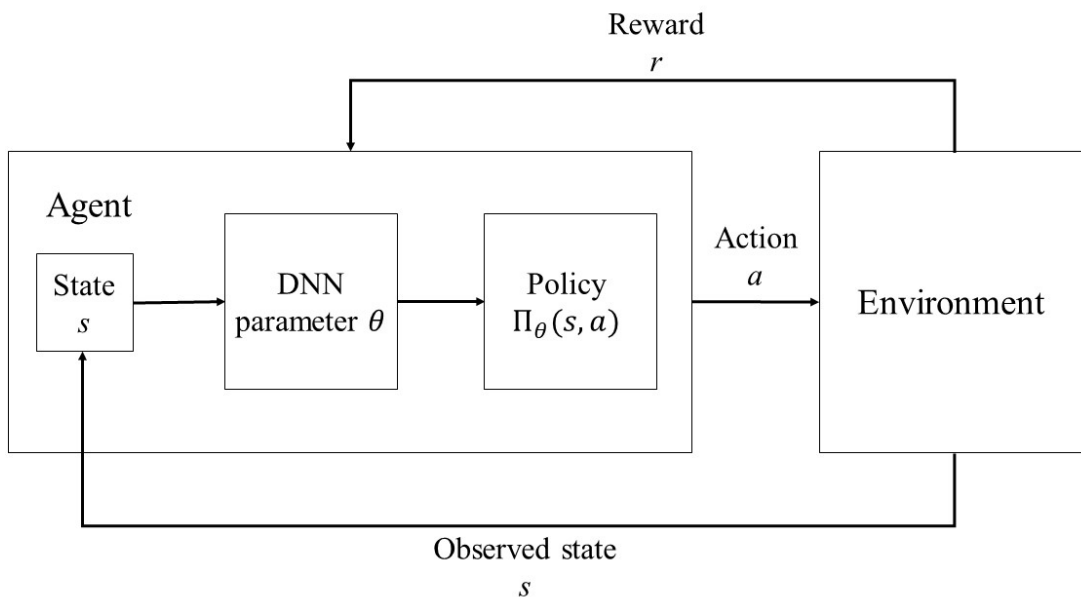 Reward
r
Agent
State
s
DNN
parameter θ
Policy
Π_θ(s, a)
Action
a
Environment
Observed state
s